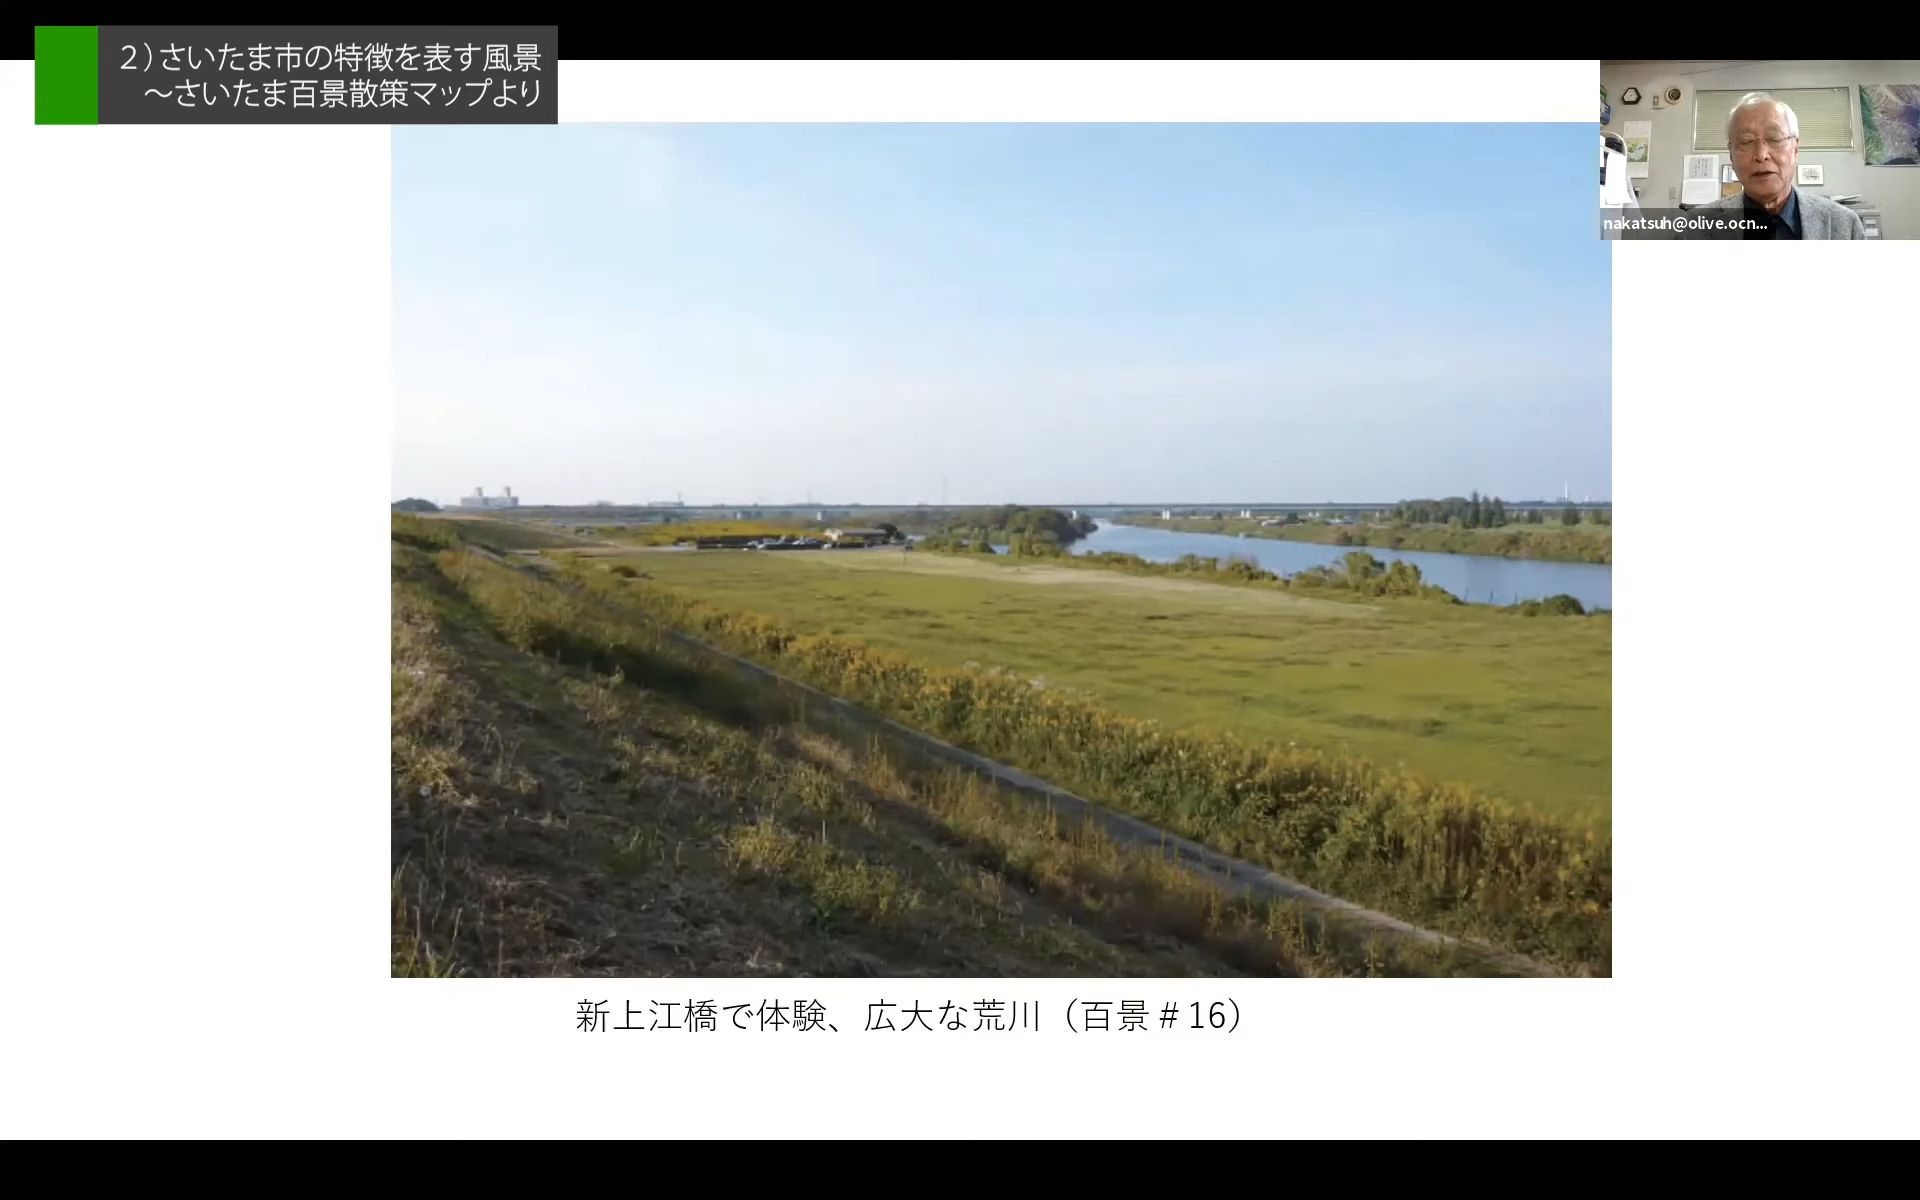 ２）さいたま市の特徴を表す風景
～さいたま百景散策マップより
nakatsuh@olive.ocn...
新上江橋で体験、広大な荒川（百景＃16）